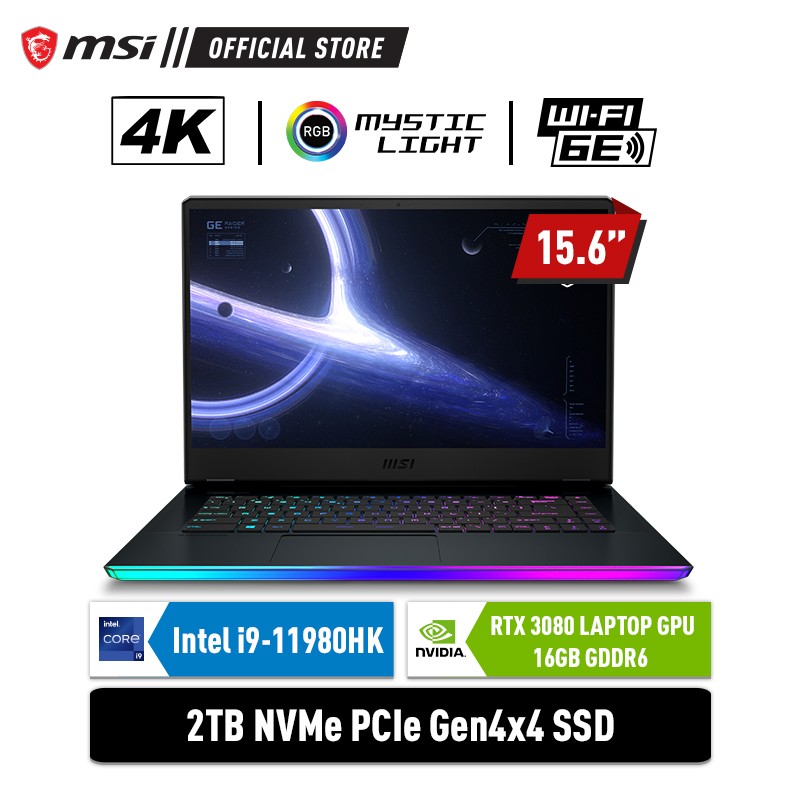 msi OFFICIAL STORE
4K
RGB
MYSTIC
LIGHT
WI-FI
6E
GE RAIDER
15.6”
msi
intel.
CORE
i9
Intel i9-11980HK
NVIDIA.
RTX 3080 LAPTOP GPU
16GB GDDR6
2TB NVMe PCIe Gen4x4 SSD